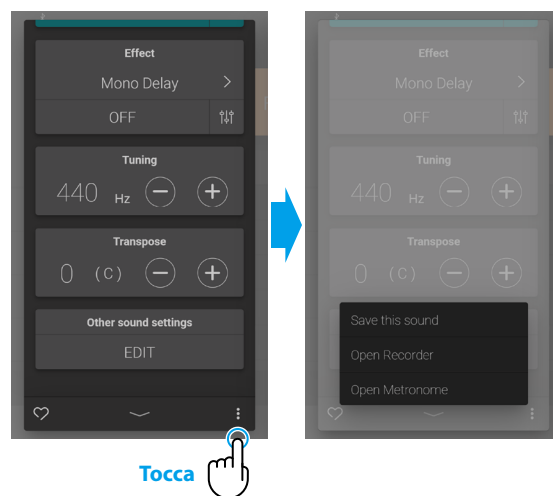 Effect
Mono Delay
OFF
Tuning
440 Hz
Transpose
0 (C)
Other sound settings
EDIT
Tocca
Effect
Mono Delay
OFF
Tuning
440 Hz
Transpose
0 (C)
Save this sound
Open Recorder
Open Metronome